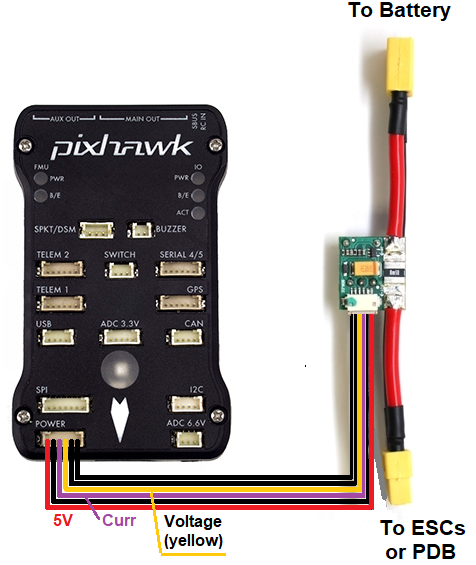 To Battery
AUX OUT
MAIN OUT
SBUS
RC IN
pixhawk
FMU
IO
PWR
PWR
B/E
B/E
ACT
SPKT/DSM
BUZZER
TELEM 2
SWITCH
SERIAL 4/5
TELEM 1
GPS
USB
ADC 3.3V
CAN
SPI
I2C
POWER
ADC 6.6V
5V
Curr
Voltage
(yellow)
To ESCs
or PDB